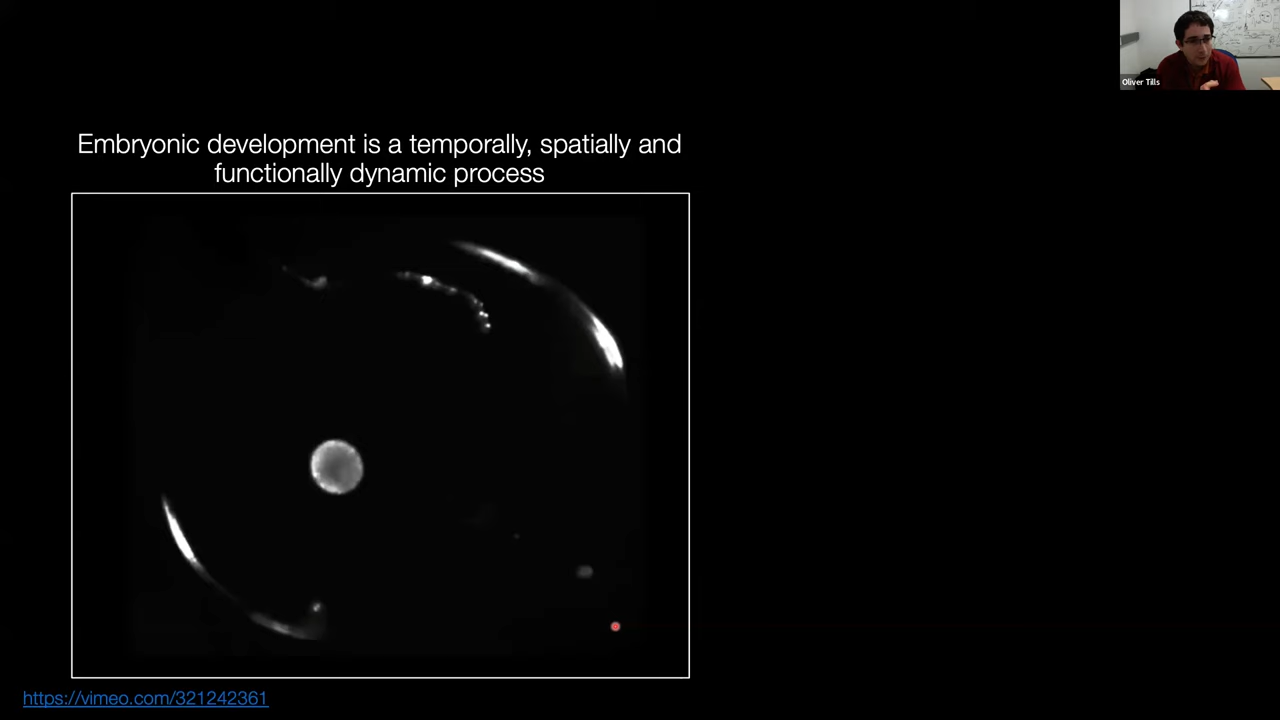 Oliver Tills
Embryonic development is a temporally, spatially and
functionally dynamic process
https://vimeo.com/321242361